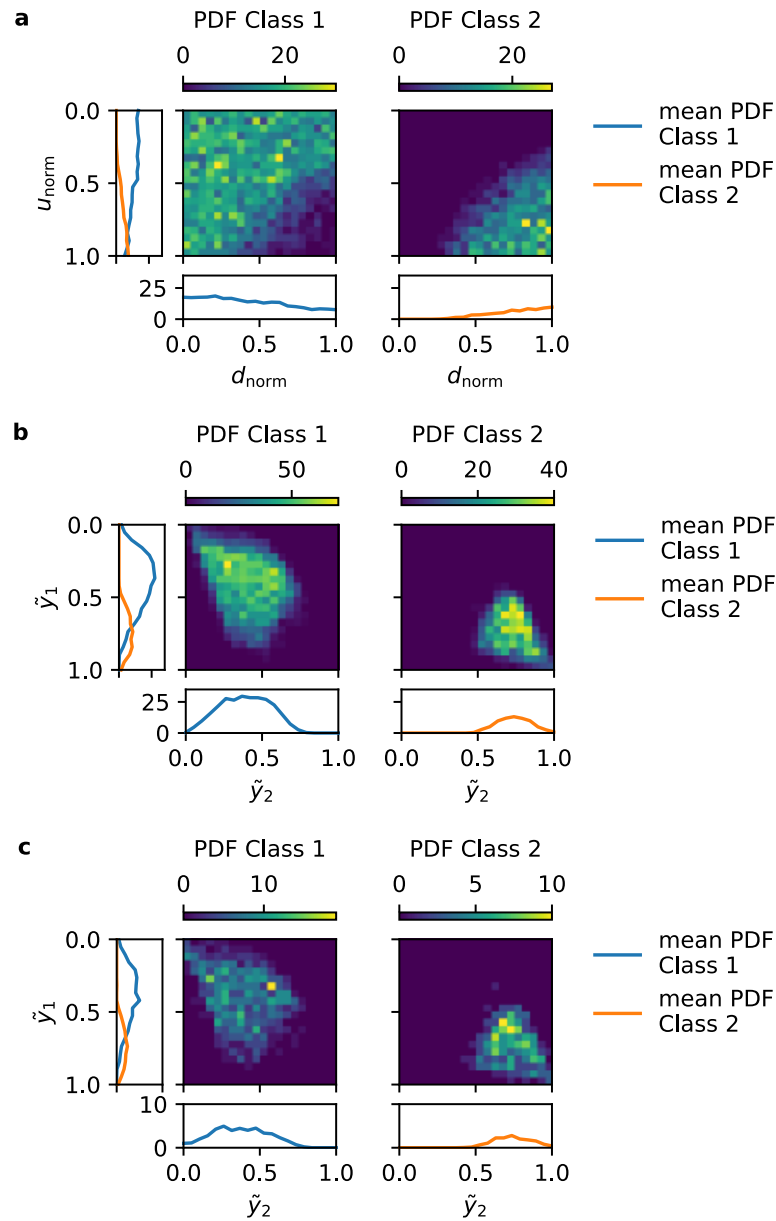 a
PDF Class 1
PDF Class 2
0 20
0 20
0.0
0.5
1.0
u_norm
mean PDF
Class 1
mean PDF
Class 2
25
0
0.0 0.5 1.0
0.0 0.5 1.0
d_norm
d_norm
b
PDF Class 1
PDF Class 2
0 50
0 20 40
0.0
0.5
1.0
ỹ₁
mean PDF
Class 1
mean PDF
Class 2
25
0
0.0 0.5 1.0
0.0 0.5 1.0
ỹ₂
ỹ₂
c
PDF Class 1
PDF Class 2
0 10
0 5 10
0.0
0.5
1.0
ỹ₁
mean PDF
Class 1
mean PDF
Class 2
10
0
0.0 0.5 1.0
0.0 0.5 1.0
ỹ₂
ỹ₂